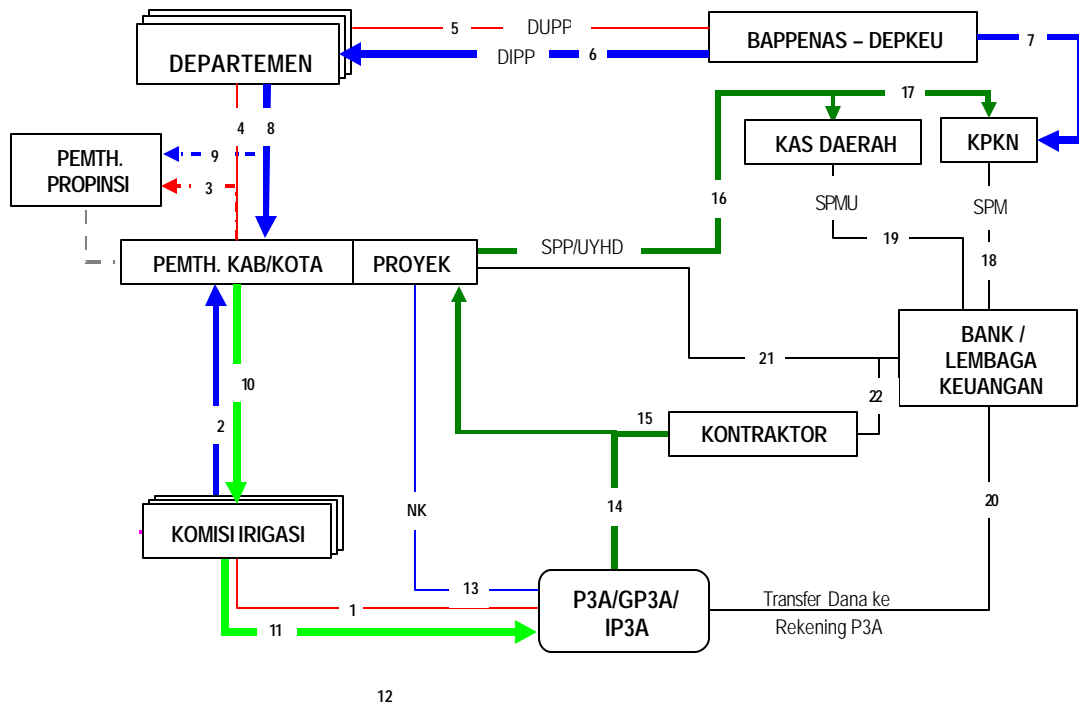 5 DUPP
DIPP 6
BAPPENAS – DEPKEU
7
DEPARTEMEN
17
4 8
KAS DAERAH
KPKN
PEMTH.
PROPINSI
9
3
16
SPMU
SPM
19
18
PEMTH. KAB/KOTA
PROYEK
SPP/UYHD
BANK /
LEMBAGA
KEUANGAN
21
10
22
2
15
KONTRAKTOR
20
NK
14
KOMISI IRIGASI
13
1
11
P3A/GP3A/
IP3A
Transfer Dana ke
Rekening P3A
12